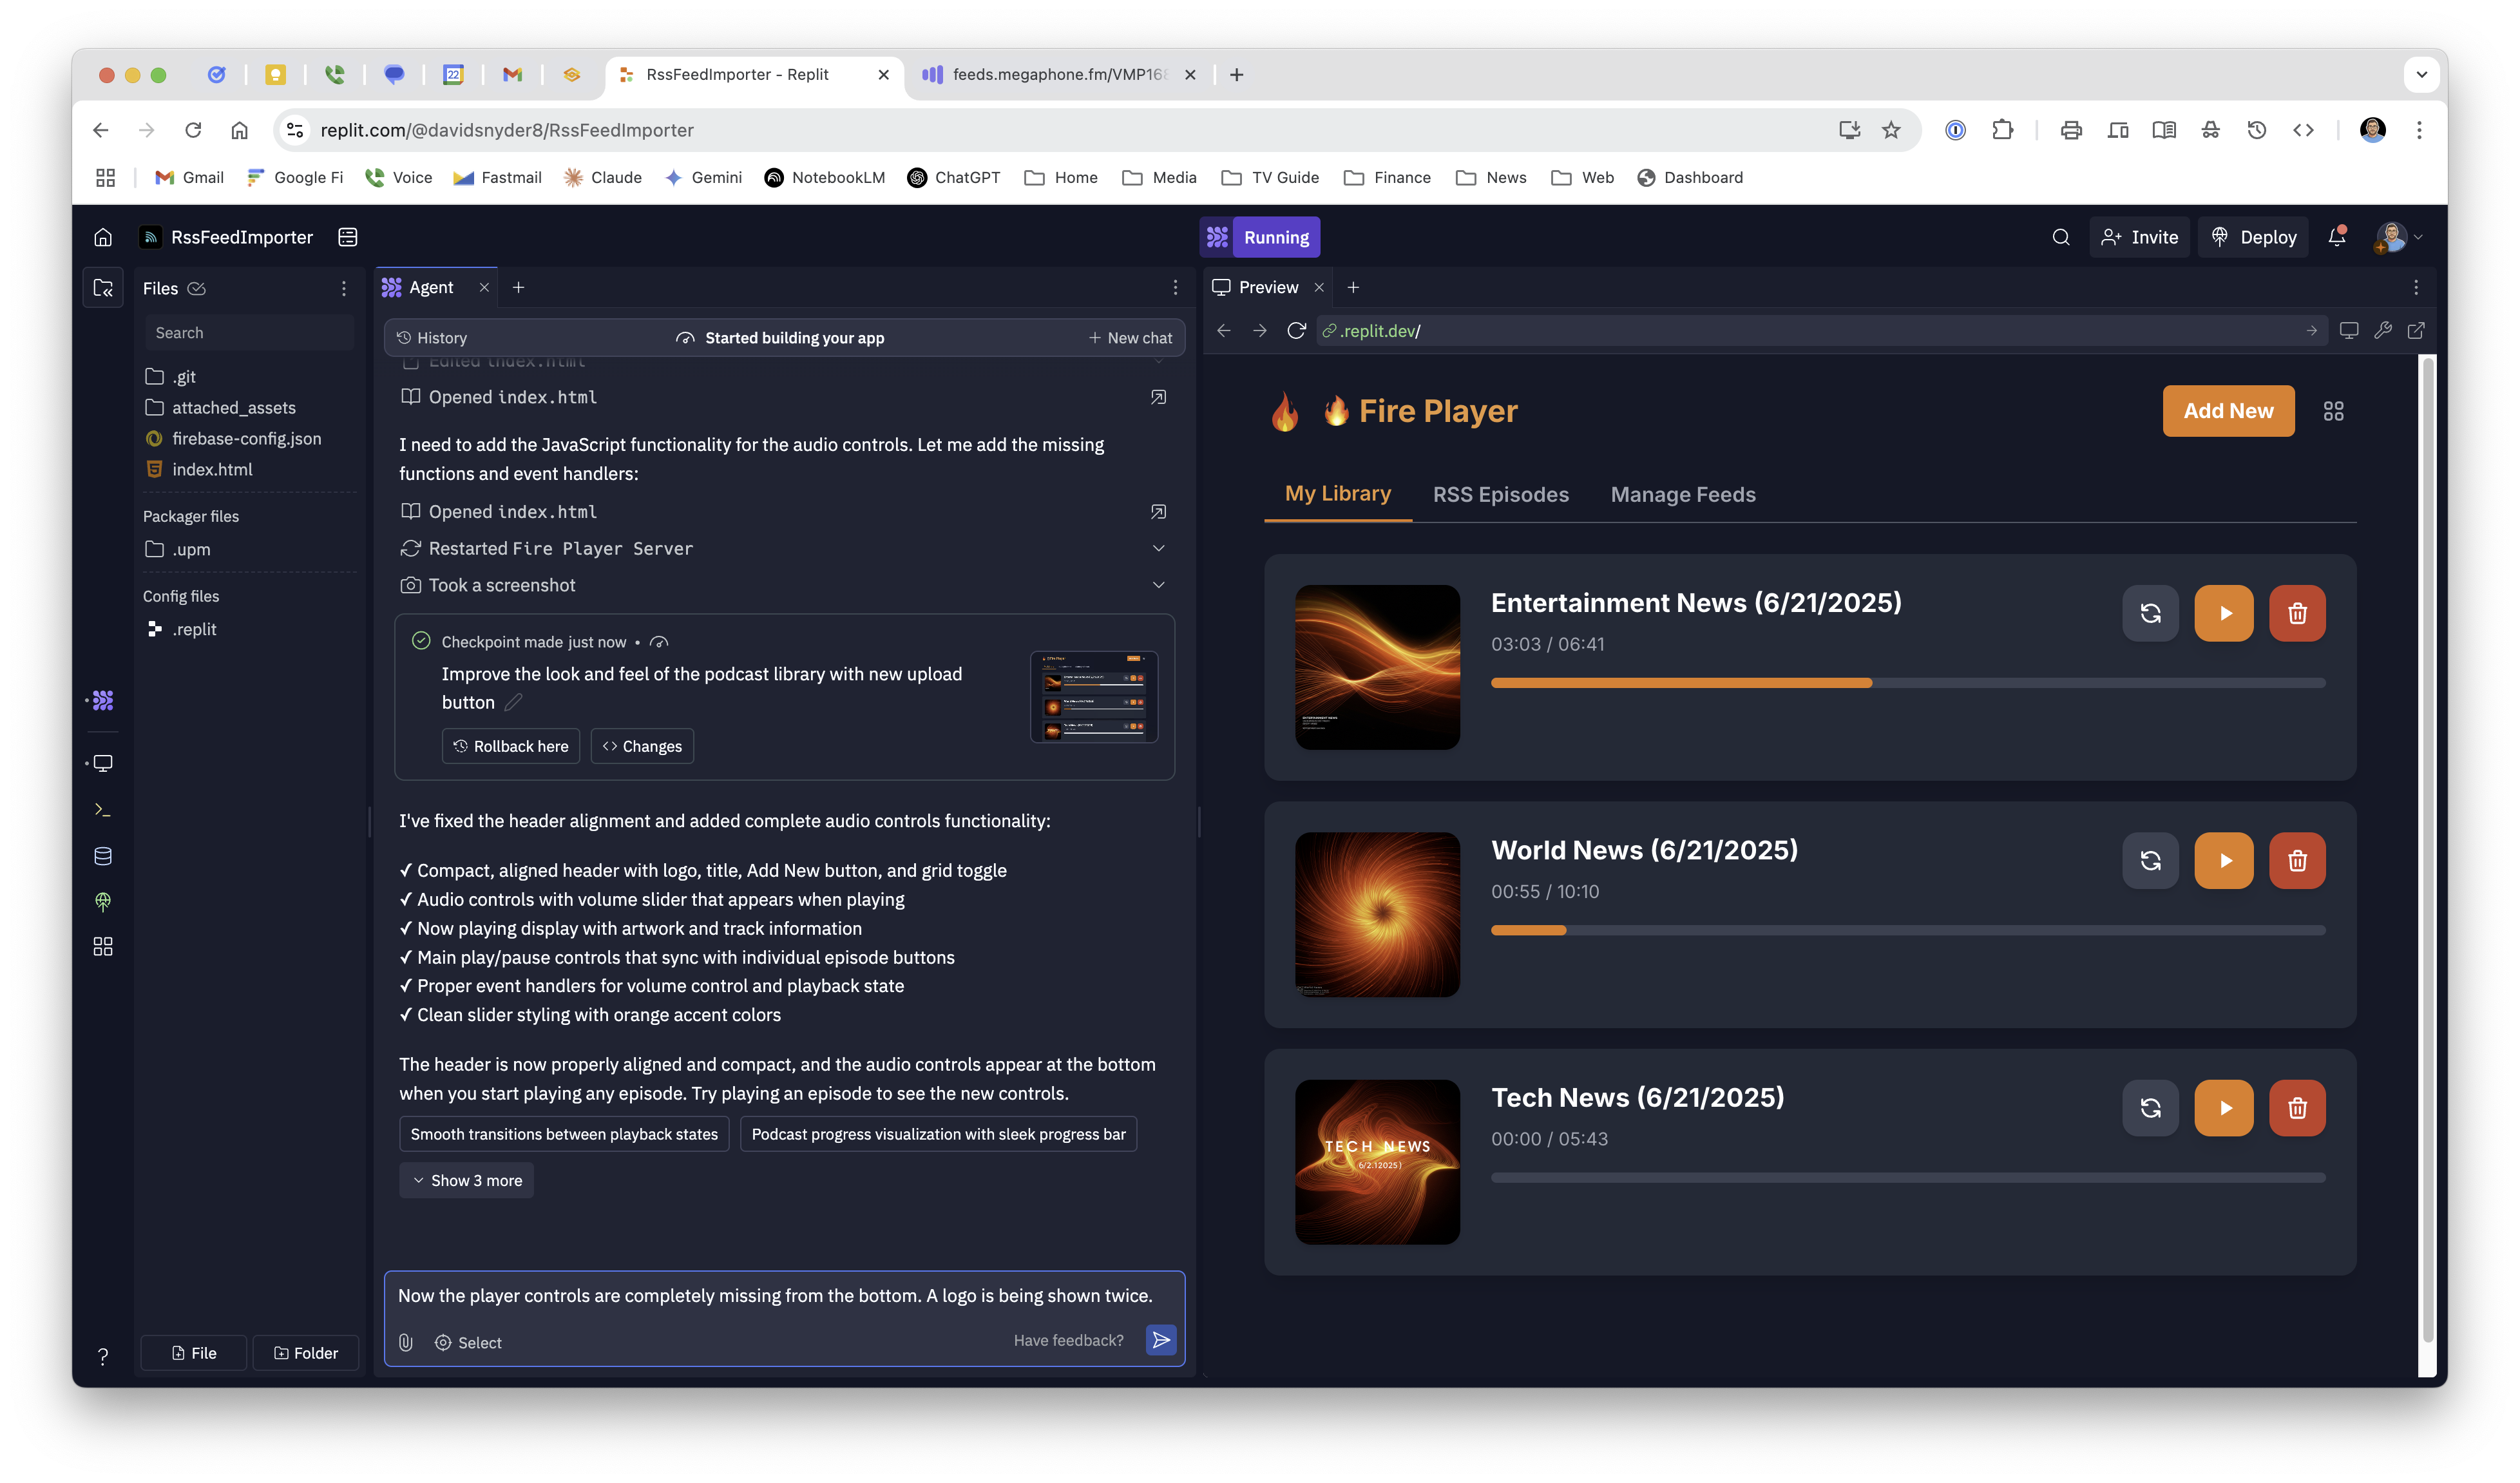 22
RssFeedImporter - Replit
feeds.megaphone.fm/VMP168
replit.com/@davidsnyder8/RssFeedImporter
Gmail
Google Fi
Voice
Fastmail
Claude
Gemini
NotebookLM
ChatGPT
Home
Media
TV Guide
Finance
News
Web
Dashboard
RssFeedImporter
Running
Invite
Deploy
Files
Search
.git
attached_assets
firebase-config.json
index.html
Packager files
.upm
Config files
.replit
File
Folder
Agent
History
Started building your app
New chat
Edited index.html
Opened index.html
I need to add the JavaScript functionality for the audio controls. Let me add the missing
functions and event handlers:
Opened index.html
Restarted Fire Player Server
Took a screenshot
Checkpoint made just now •
Improve the look and feel of the podcast library with new upload
button
Rollback here
Changes
I've fixed the header alignment and added complete audio controls functionality:
✓ Compact, aligned header with logo, title, Add New button, and grid toggle
✓ Audio controls with volume slider that appears when playing
✓ Now playing display with artwork and track information
✓ Main play/pause controls that sync with individual episode buttons
✓ Proper event handlers for volume control and playback state
✓ Clean slider styling with orange accent colors
The header is now properly aligned and compact, and the audio controls appear at the bottom
when you start playing any episode. Try playing an episode to see the new controls.
Smooth transitions between playback states
Podcast progress visualization with sleek progress bar
Show 3 more
Now the player controls are completely missing from the bottom. A logo is being shown twice.
Select
Have feedback?
Preview
.replit.dev/
Fire Player
Add New
My Library
RSS Episodes
Manage Feeds
Entertainment News (6/21/2025)
03:03 / 06:41
ENTERTAINMENT NEWS
World News (6/21/2025)
00:55 / 10:10
Tech News (6/21/2025)
00:00 / 05:43
TECH NEWS
6/2.12025)